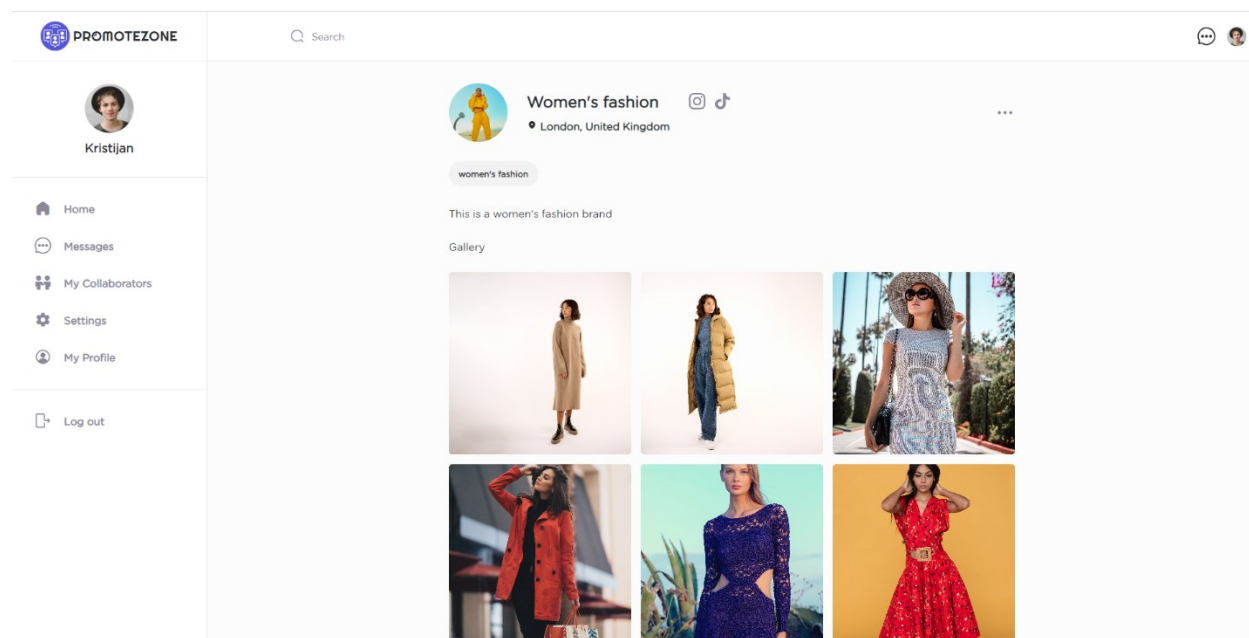 PROMOTEZONE
Search
Kristijan
Home
Messages
My Collaborators
Settings
My Profile
Log out
Women's fashion
London, United Kingdom
women's fashion
This is a women's fashion brand
Gallery